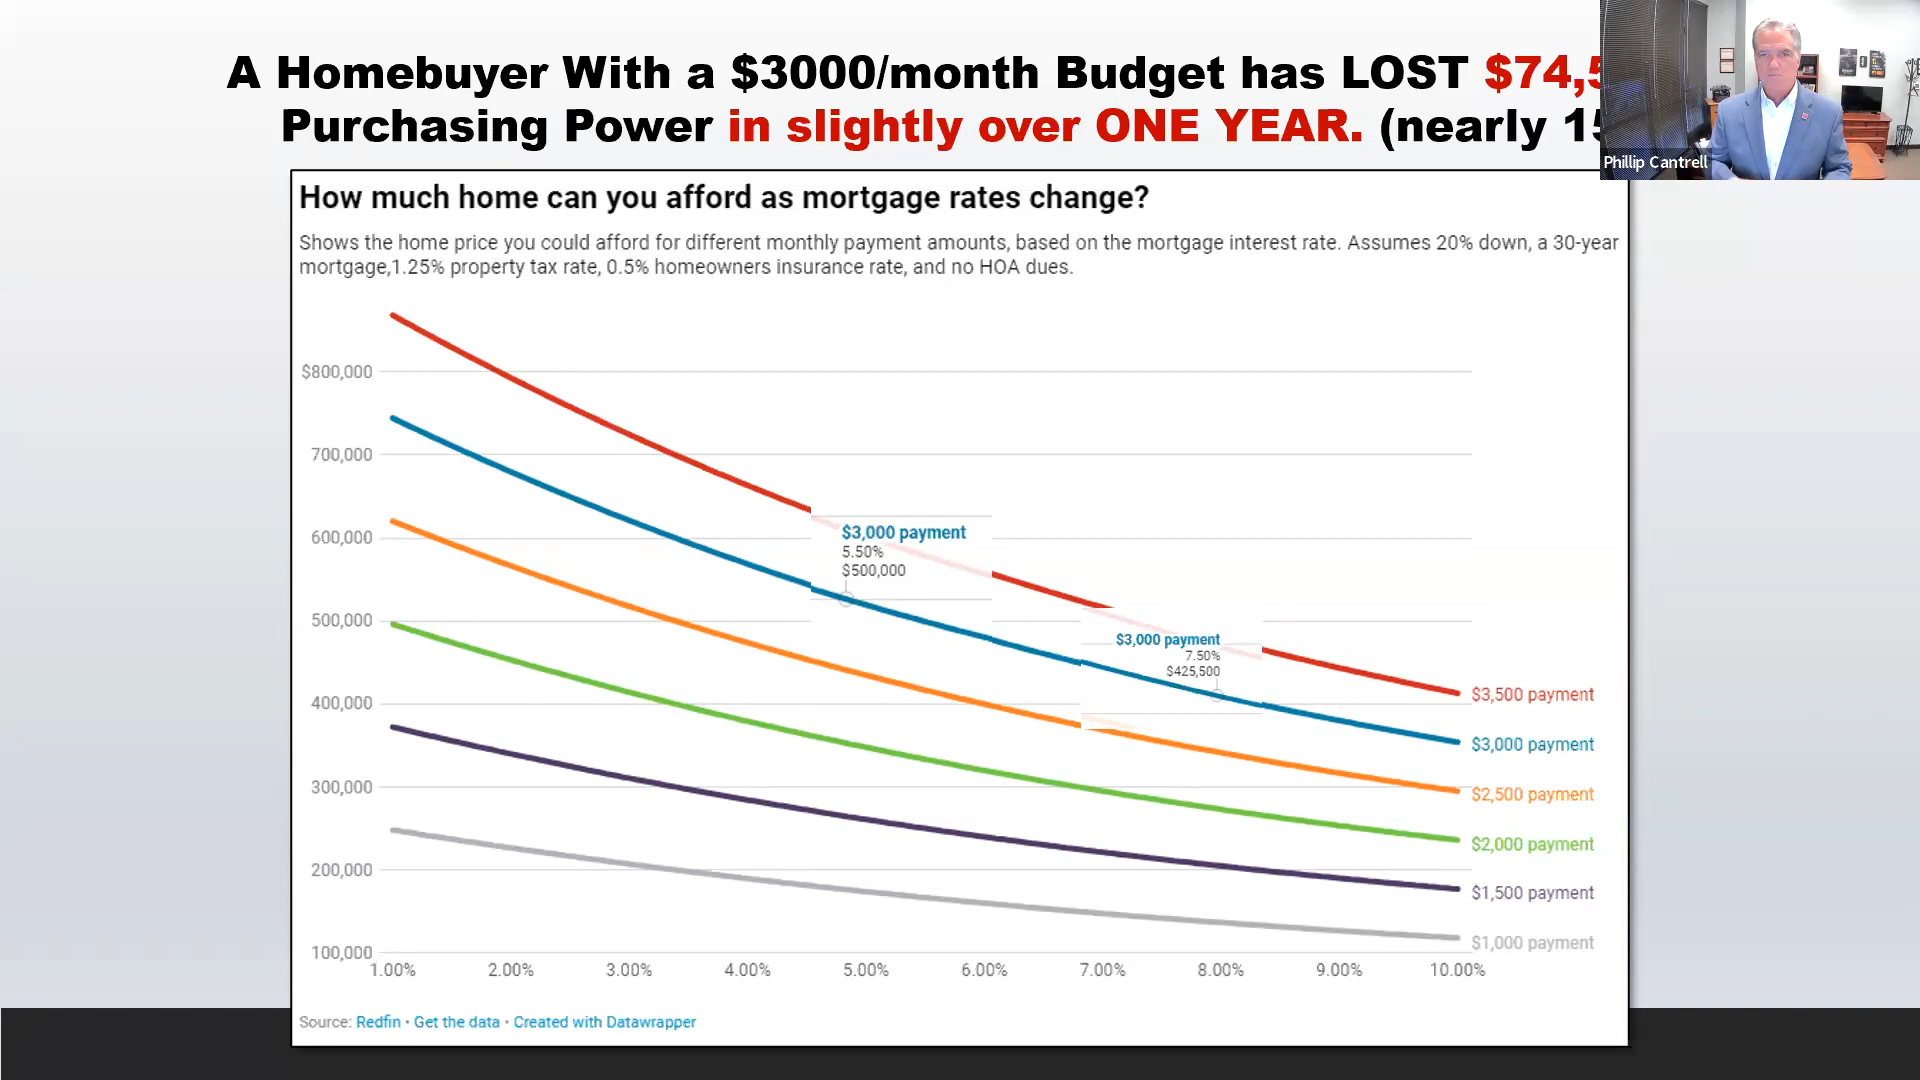 A Homebuyer With a $3000/month Budget has LOST $74,5
Purchasing Power in slightly over ONE YEAR. (nearly 15
Phillip Cantrell
How much home can you afford as mortgage rates change?
Shows the home price you could afford for different monthly payment amounts, based on the mortgage interest rate. Assumes 20% down, a 30-year
mortgage,1.25% property tax rate, 0.5% homeowners insurance rate, and no HOA dues.
$800,000
700,000
600,000
500,000
400,000
300,000
200,000
100,000
$3,000 payment
5.50%
$500,000
$3,000 payment
7.50%
$425,500
$3,500 payment
$3,000 payment
$2,500 payment
$2,000 payment
$1,500 payment
$1,000 payment
1.00% 2.00% 3.00% 4.00% 5.00% 6.00% 7.00% 8.00% 9.00% 10.00%
Source: Redfin • Get the data • Created with Datawrapper